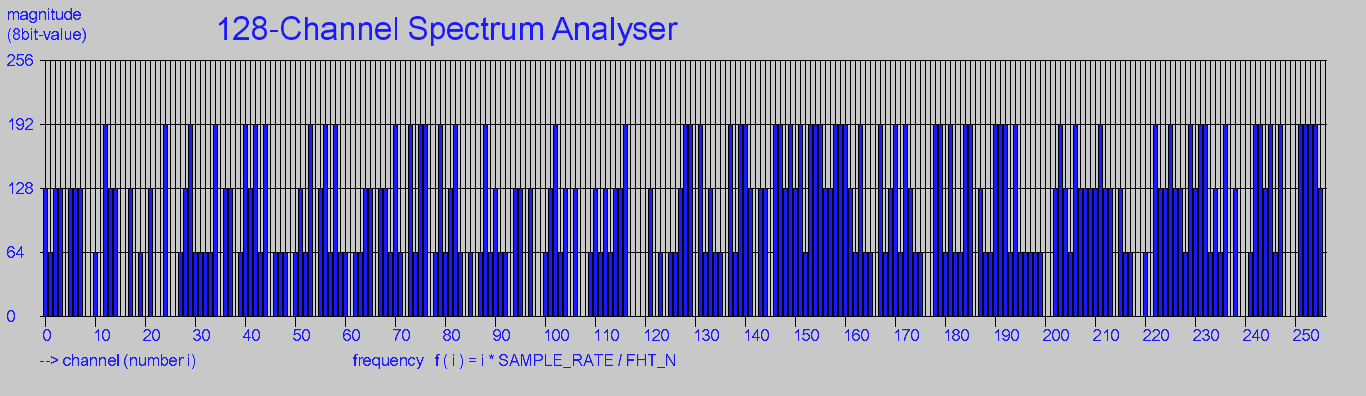 magnitude
(8bit-value)
128-Channel Spectrum Analyser
256
192
128
64
0
0 10 20 30 40 50 60 70 80 90 100 110 120 130 140 150 160 170 180 190 200 210 220 230 240 250
--> channel (number i)
frequency f ( i ) = i * SAMPLE_RATE / FHT_N